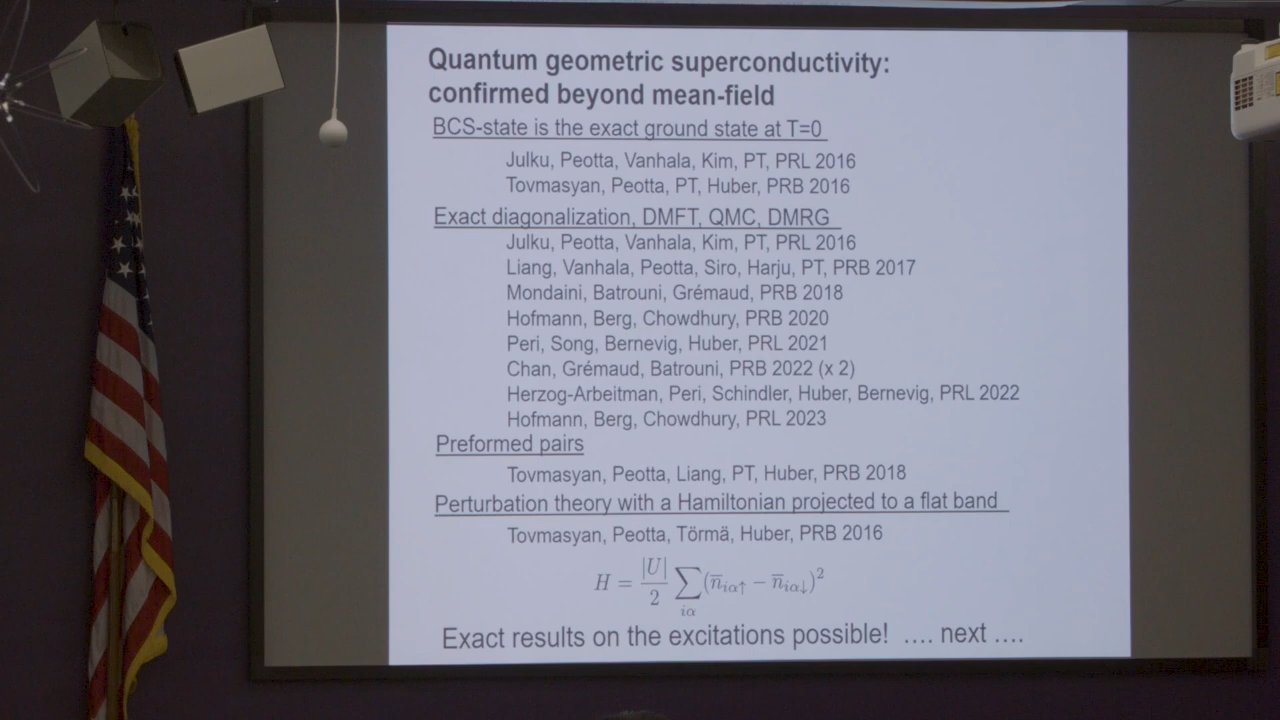 Quantum geometric superconductivity:
confirmed beyond mean-field
BCS-state is the exact ground state at T=0
Julku, Peotta, Vanhala, Kim, PT, PRL 2016
Tovmasyan, Peotta, PT, Huber, PRB 2016
Exact diagonalization, DMFT, QMC, DMRG
Julku, Peotta, Vanhala, Kim, PT, PRL 2016
Liang, Vanhala, Peotta, Siro, Harju, PT, PRB 2017
Mondaini, Batrouni, Grémaud, PRB 2018
Hofmann, Berg, Chowdhury, PRB 2020
Peri, Song, Bernevig, Huber, PRL 2021
Chan, Grémaud, Batrouni, PRB 2022 (x 2)
Herzog-Arbeitman, Peri, Schindler, Huber, Bernevig, PRL 2022
Hofmann, Berg, Chowdhury, PRL 2023
Preformed pairs
Tovmasyan, Peotta, Liang, PT, Huber, PRB 2018
Perturbation theory with a Hamiltonian projected to a flat band
Tovmasyan, Peotta, Törmä, Huber, PRB 2016
H = |U|/2 ∑_{iα} (n̅_{iα↑} − n̅_{iα↓})²
Exact results on the excitations possible! .... next ....